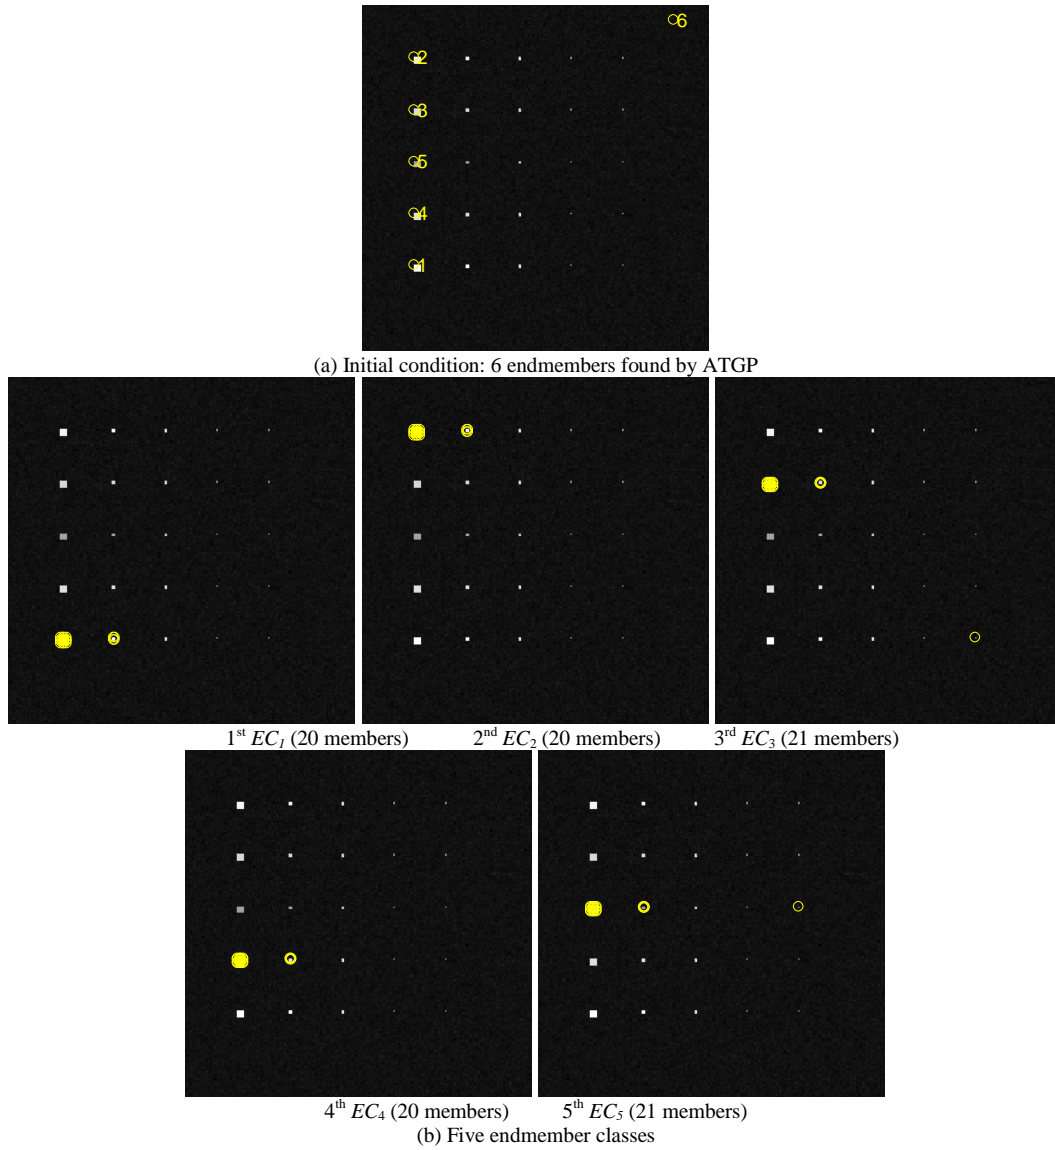 6
2
3
5
4
1
(a) Initial condition: 6 endmembers found by ATGP
1st EC1 (20 members) 2nd EC2 (20 members) 3rd EC3 (21 members)
4th EC4 (20 members) 5th EC5 (21 members)
(b) Five endmember classes